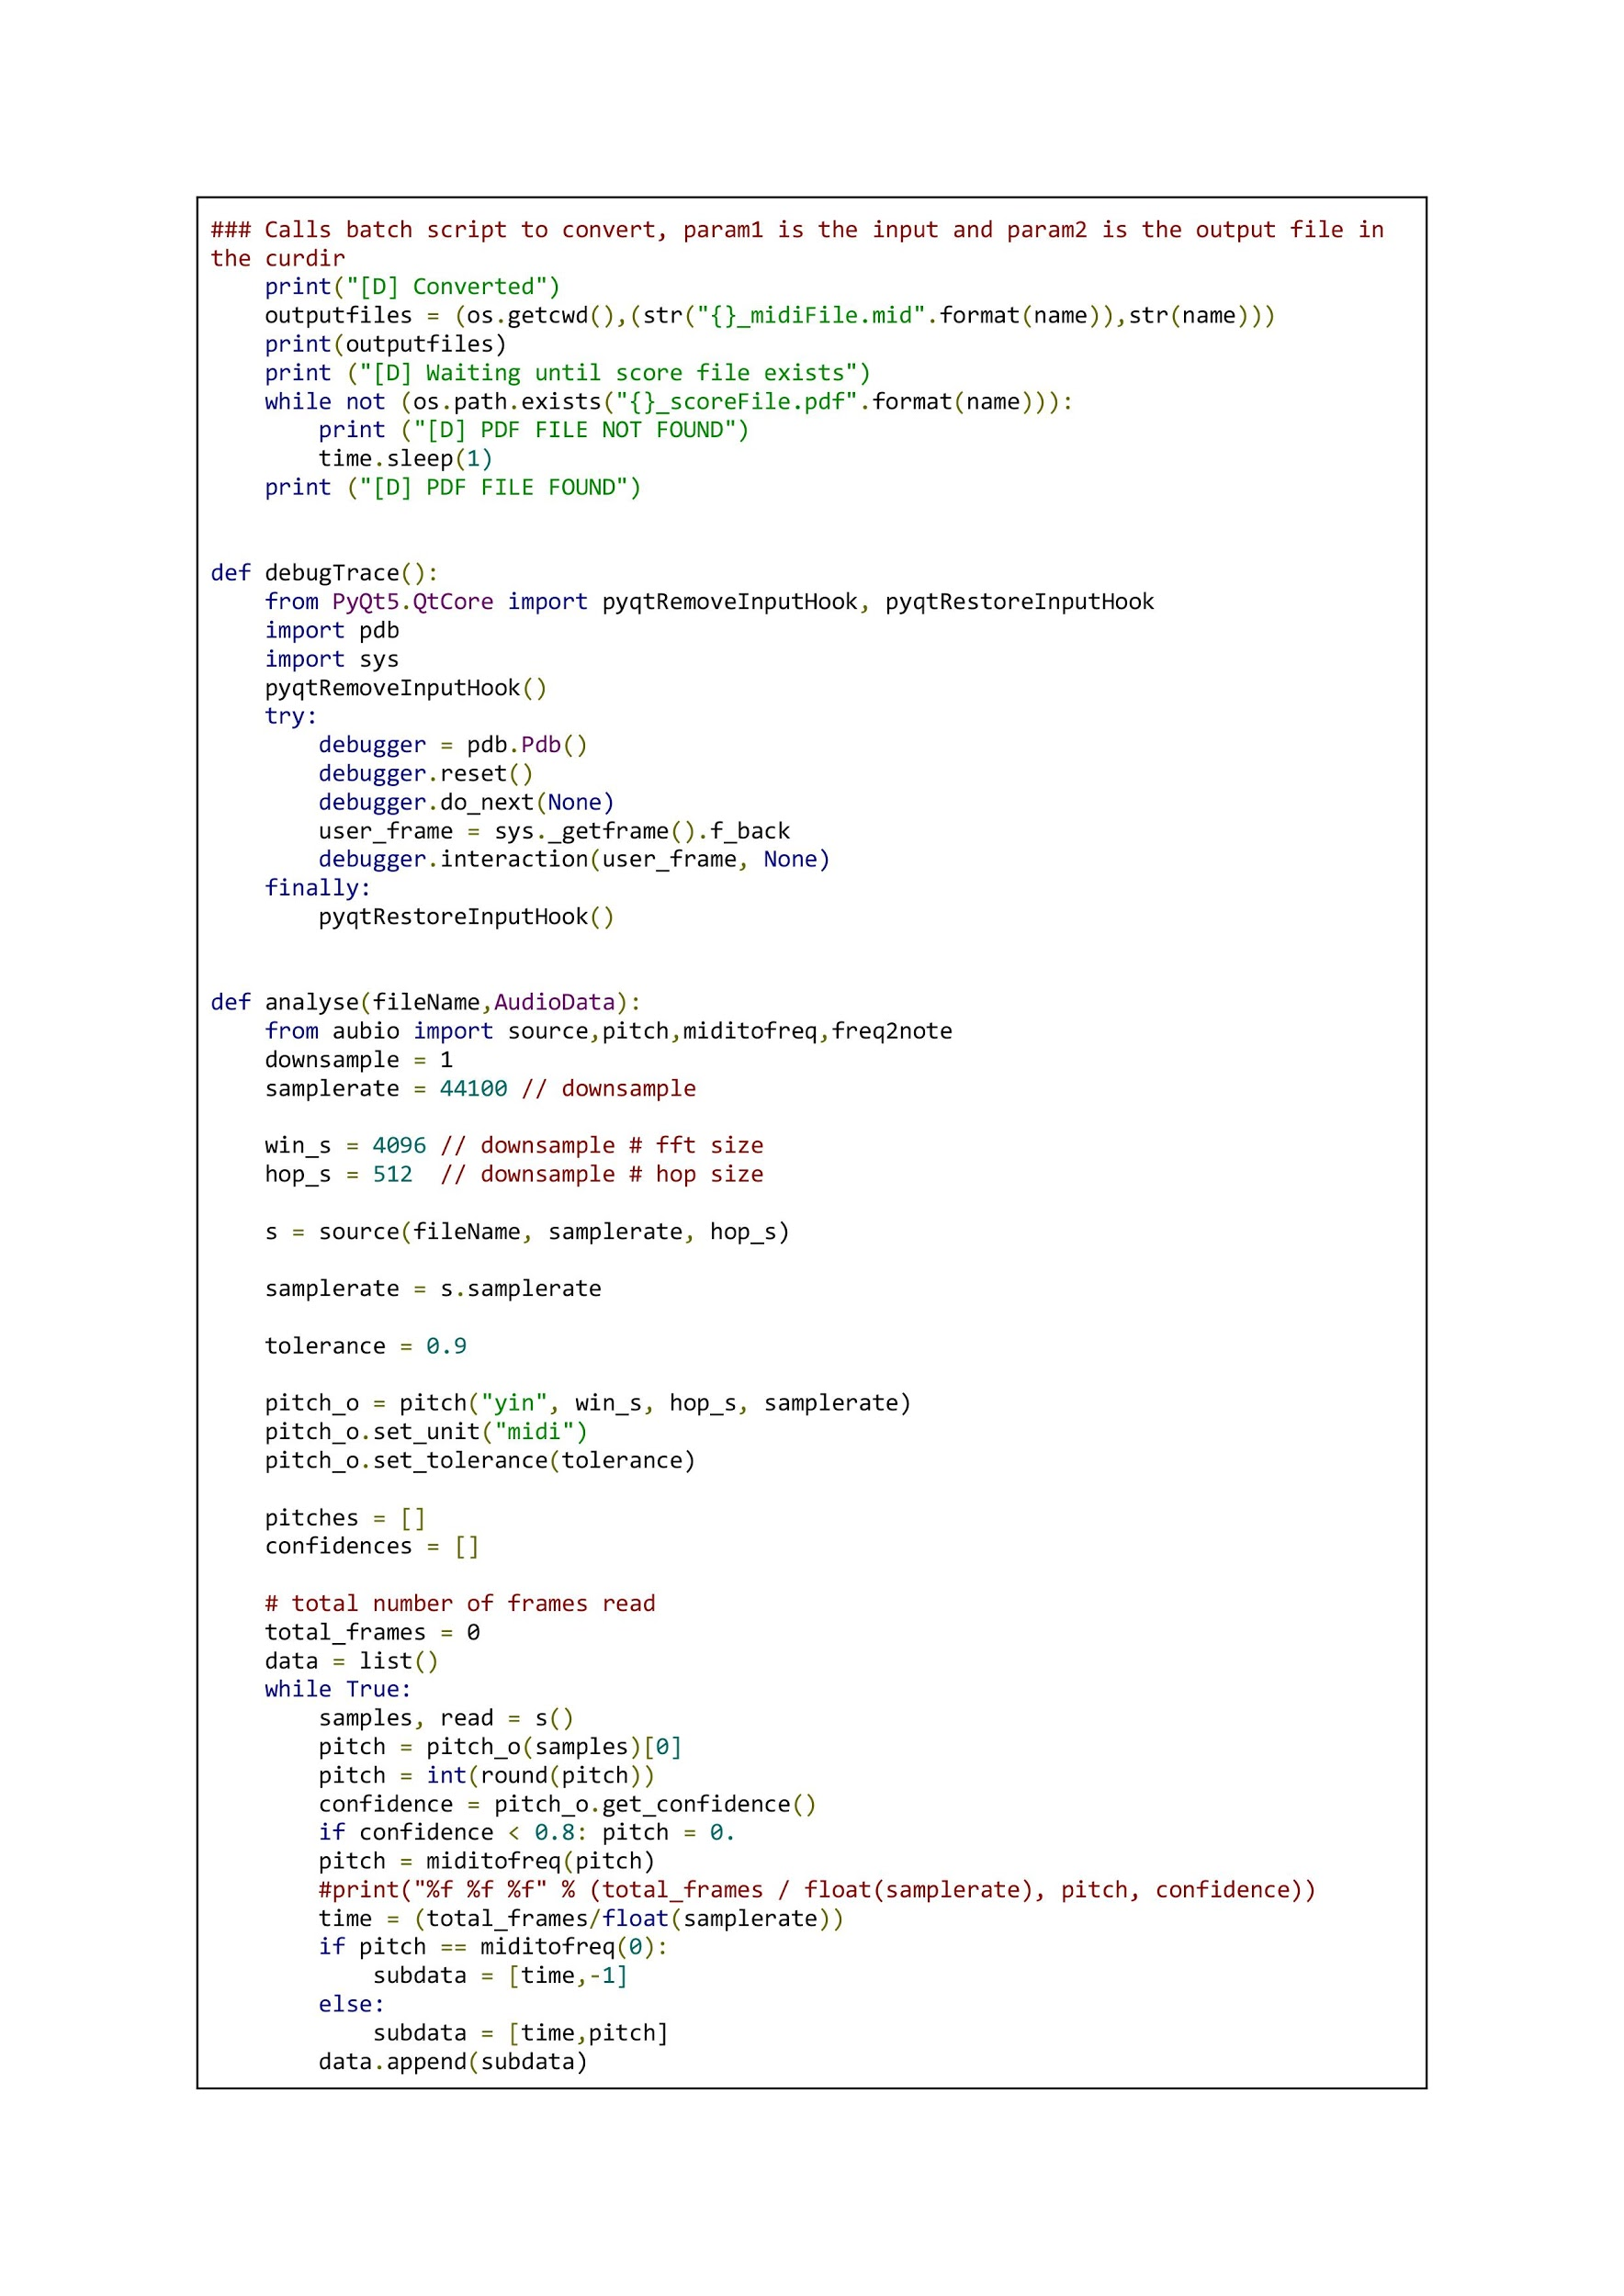 ### Calls batch script to convert, param1 is the input and param2 is the output file in
the curdir
    print("[D] Converted")
    outputfiles = (os.getcwd(),(str("{}_midiFile.mid".format(name)),str(name)))
    print(outputfiles)
    print ("[D] Waiting until score file exists")
    while not (os.path.exists("{}_scoreFile.pdf".format(name))):
        print ("[D] PDF FILE NOT FOUND")
        time.sleep(1)
    print ("[D] PDF FILE FOUND")


def debugTrace():
    from PyQt5.QtCore import pyqtRemoveInputHook, pyqtRestoreInputHook
    import pdb
    import sys
    pyqtRemoveInputHook()
    try:
        debugger = pdb.Pdb()
        debugger.reset()
        debugger.do_next(None)
        user_frame = sys._getframe().f_back
        debugger.interaction(user_frame, None)
    finally:
        pyqtRestoreInputHook()


def analyse(fileName,AudioData):
    from aubio import source,pitch,miditofreq,freq2note
    downsample = 1
    samplerate = 44100 // downsample

    win_s = 4096 // downsample # fft size
    hop_s = 512  // downsample # hop size

    s = source(fileName, samplerate, hop_s)

    samplerate = s.samplerate

    tolerance = 0.9

    pitch_o = pitch("yin", win_s, hop_s, samplerate)
    pitch_o.set_unit("midi")
    pitch_o.set_tolerance(tolerance)

    pitches = []
    confidences = []

    # total number of frames read
    total_frames = 0
    data = list()
    while True:
        samples, read = s()
        pitch = pitch_o(samples)[0]
        pitch = int(round(pitch))
        confidence = pitch_o.get_confidence()
        if confidence < 0.8: pitch = 0.
        pitch = miditofreq(pitch)
        #print("%f %f %f" % (total_frames / float(samplerate), pitch, confidence))
        time = (total_frames/float(samplerate))
        if pitch == miditofreq(0):
            subdata = [time,-1]
        else:
            subdata = [time,pitch]
        data.append(subdata)